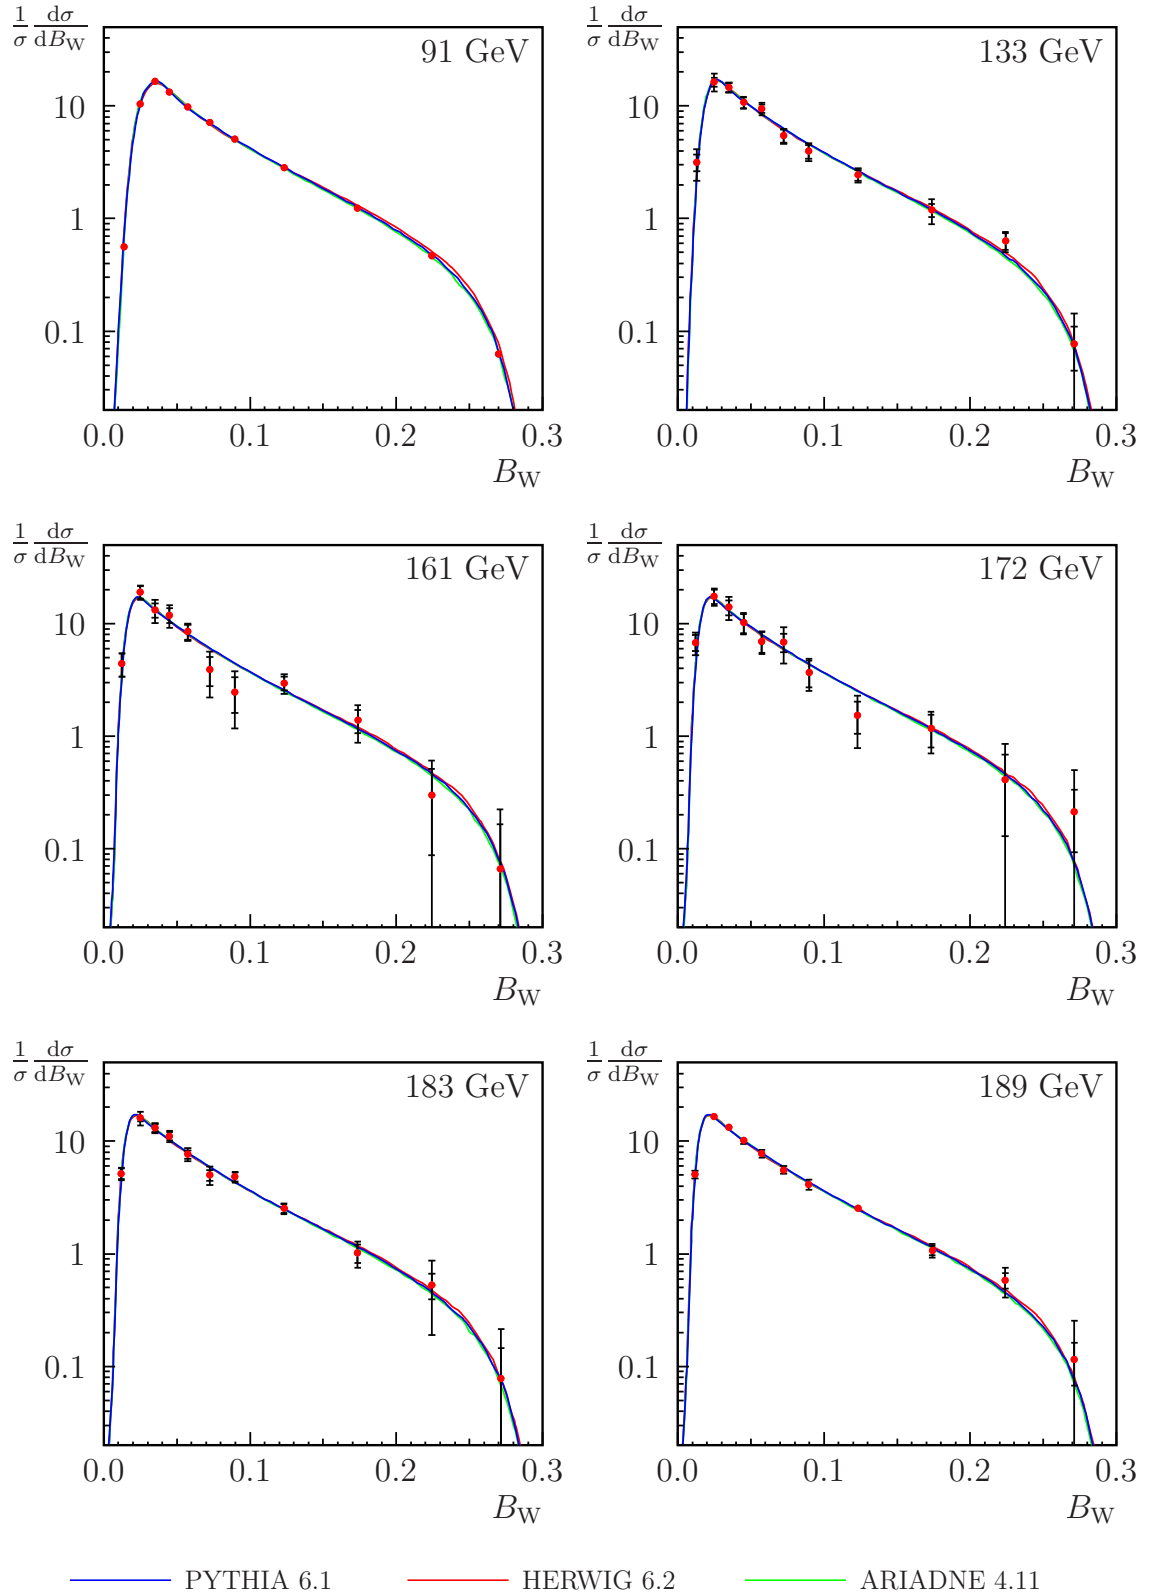 1/σ dσ/dB_W 91 GeV
10
1
0.1
0.0 0.1 0.2 0.3
B_W
1/σ dσ/dB_W 133 GeV
10
1
0.1
0.0 0.1 0.2 0.3
B_W
1/σ dσ/dB_W 161 GeV
10
1
0.1
0.0 0.1 0.2 0.3
B_W
1/σ dσ/dB_W 172 GeV
10
1
0.1
0.0 0.1 0.2 0.3
B_W
1/σ dσ/dB_W 183 GeV
10
1
0.1
0.0 0.1 0.2 0.3
B_W
1/σ dσ/dB_W 189 GeV
10
1
0.1
0.0 0.1 0.2 0.3
B_W
PYTHIA 6.1 HERWIG 6.2 ARIADNE 4.11